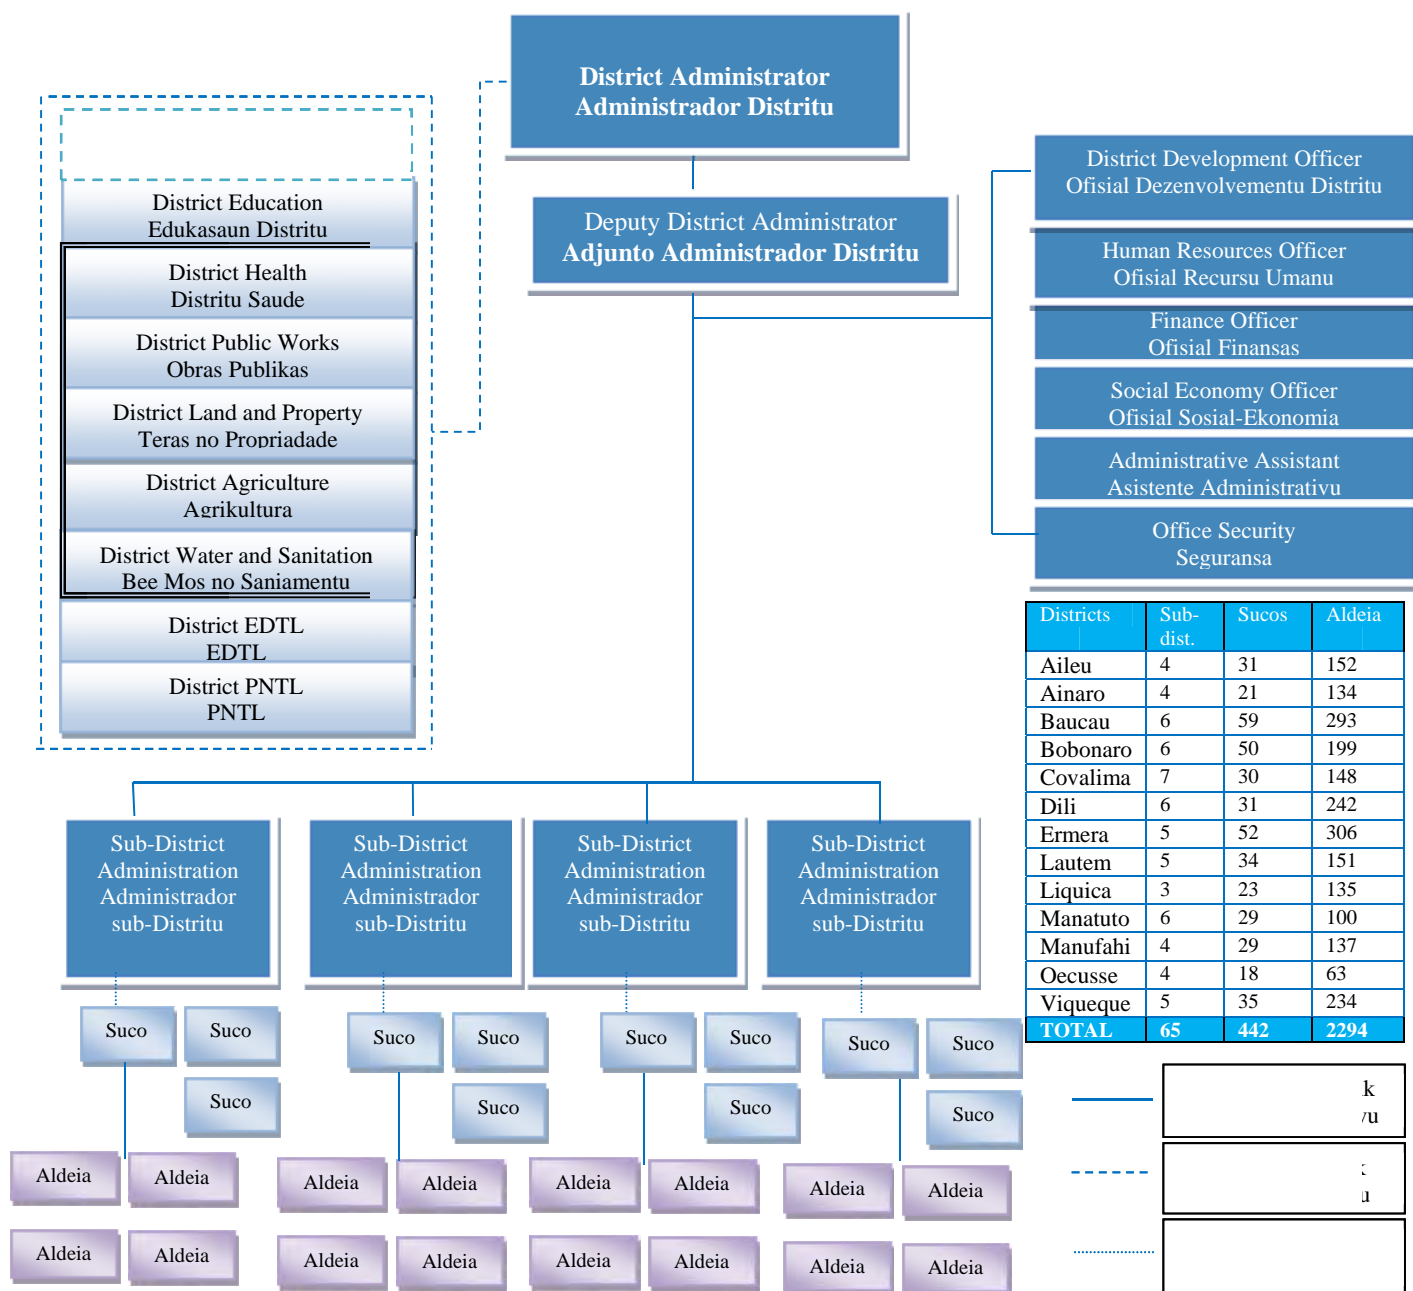 District Administrator
Administrador Distritu
Deputy District Administrator
Adjunto Administrador Distritu
District Education
Edukasaun Distritu
District Health
Distritu Saude
District Public Works
Obras Publikas
District Land and Property
Teras no Propriadade
District Agriculture
Agrikultura
District Water and Sanitation
Bee Mos no Saniamentu
District EDTL
EDTL
District PNTL
PNTL
District Development Officer
Ofisial Dezenvolvementu Distritu
Human Resources Officer
Ofisial Recursu Umanu
Finance Officer
Ofisial Finansas
Social Economy Officer
Ofisial Sosial-Ekonomia
Administrative Assistant
Asistente Administrativu
Office Security
Seguransa
Districts Sub-dist. Sucos Aldeia
Aileu 4 31 152
Ainaro 4 21 134
Baucau 6 59 293
Bobonaro 6 50 199
Covalima 7 30 148
Dili 6 31 242
Ermera 5 52 306
Lautem 5 34 151
Liquica 3 23 135
Manatuto 6 29 100
Manufahi 4 29 137
Oecusse 4 18 63
Viqueque 5 35 234
TOTAL 65 442 2294
Sub-District
Administration
Administrador
sub-Distritu
Sub-District
Administration
Administrador
sub-Distritu
Sub-District
Administration
Administrador
sub-Distritu
Sub-District
Administration
Administrador
sub-Distritu
Suco Suco Suco Suco Suco Suco Suco Suco
Suco Suco Suco Suco
Aldeia Aldeia Aldeia Aldeia Aldeia Aldeia Aldeia Aldeia
Aldeia Aldeia Aldeia Aldeia Aldeia Aldeia Aldeia Aldeia